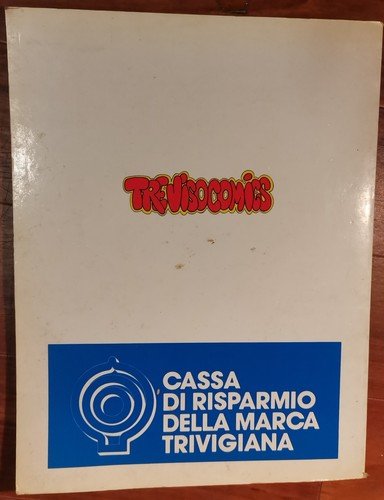 TREVISOCOMICS
CASSA
DI RISPARMIO
DELLA MARCA
TRIVIGIANA